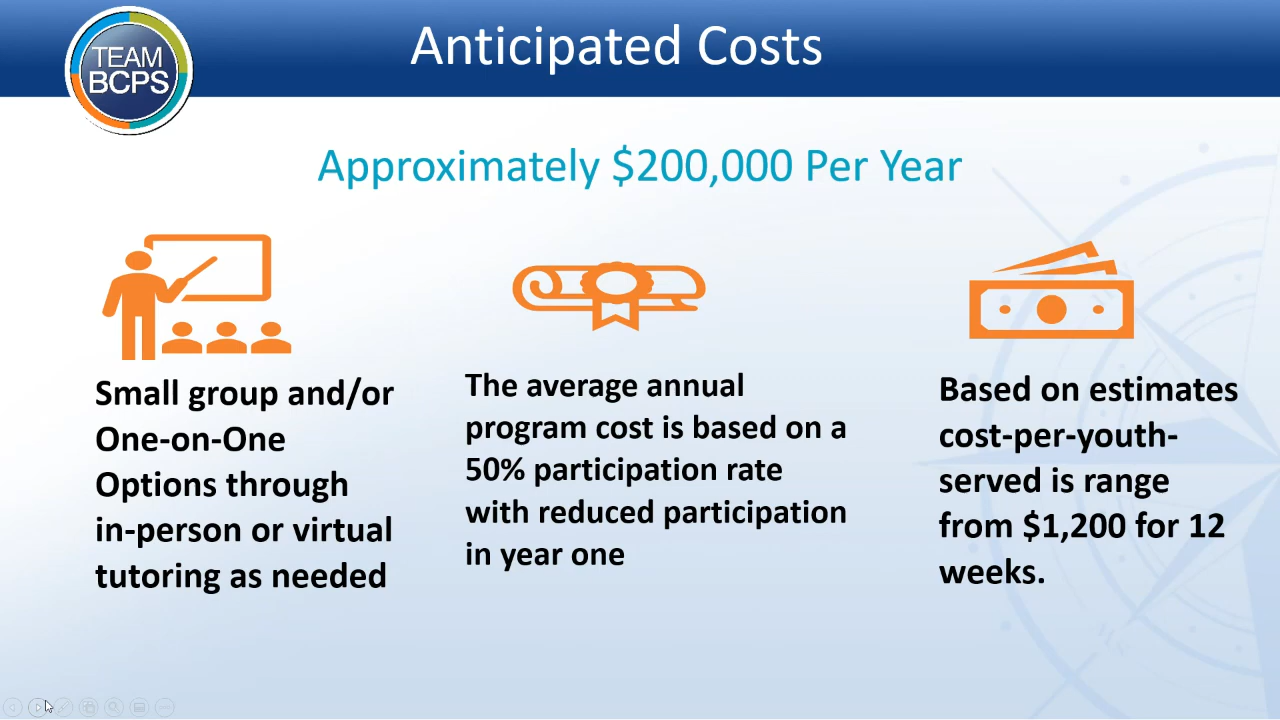 TEAM
BCPS
Anticipated Costs
Approximately $200,000 Per Year
Small group and/or
One-on-One
Options through
in-person or virtual
tutoring as needed
The average annual
program cost is based on a
50% participation rate
with reduced participation
in year one
Based on estimates
cost-per-youth-
served is range
from $1,200 for 12
weeks.